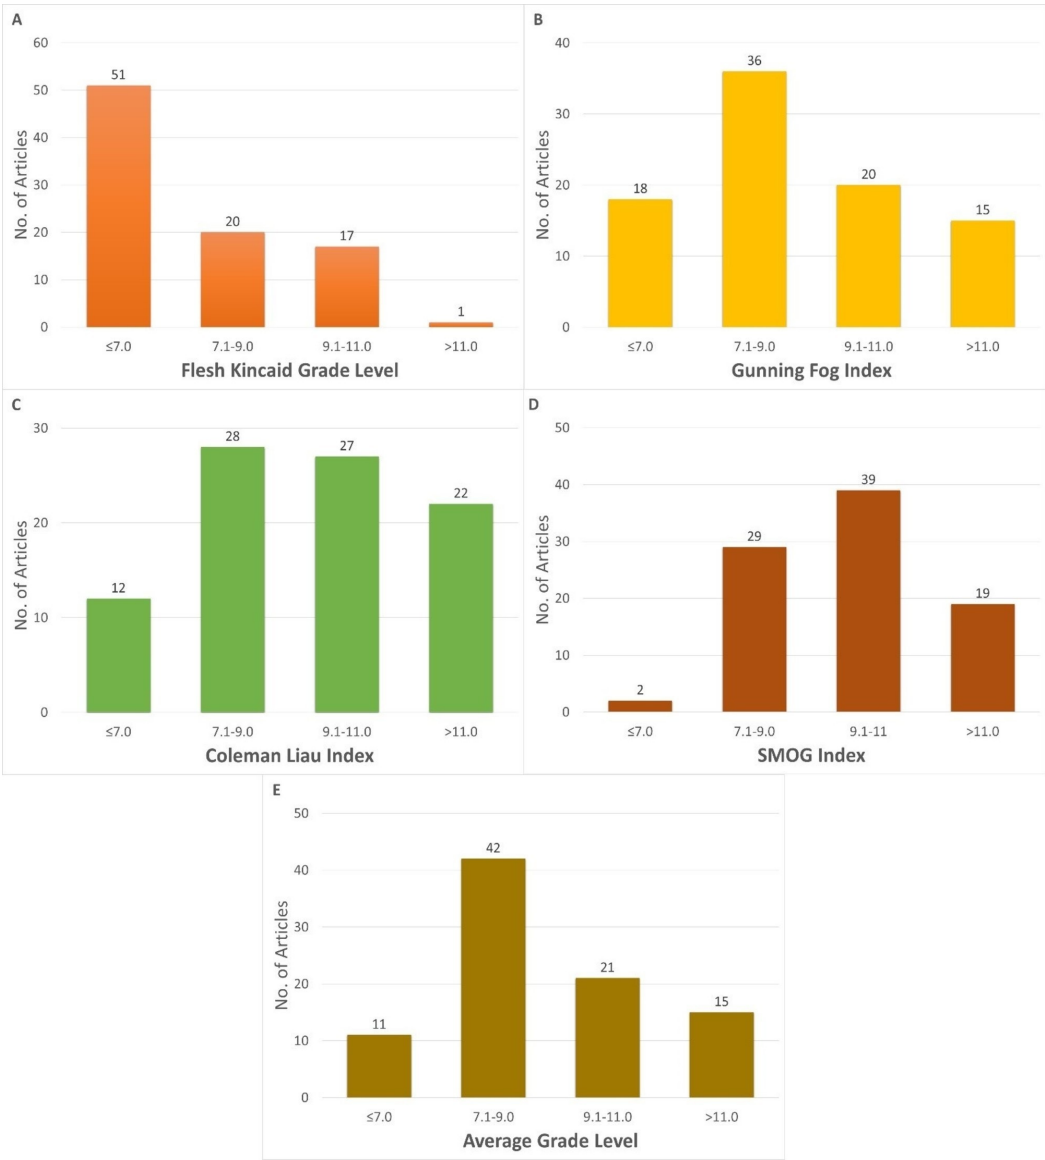 A
60
50
40
30
20
10
0
No. of Articles
51
20
17
1
≤7.0 7.1-9.0 9.1-11.0 >11.0
Flesh Kincaid Grade Level
B
40
30
20
10
0
No. of Articles
18
36
20
15
≤7.0 7.1-9.0 9.1-11.0 >11.0
Gunning Fog Index
C
30
20
10
0
No. of Articles
12
28
27
22
≤7.0 7.1-9.0 9.1-11.0 >11.0
Coleman Liau Index
D
50
40
30
20
10
0
No. of Articles
2
29
39
19
≤7.0 7.1-9.0 9.1-11 >11.0
SMOG Index
E
50
40
30
20
10
0
No. of Articles
11
42
21
15
≤7.0 7.1-9.0 9.1-11.0 >11.0
Average Grade Level